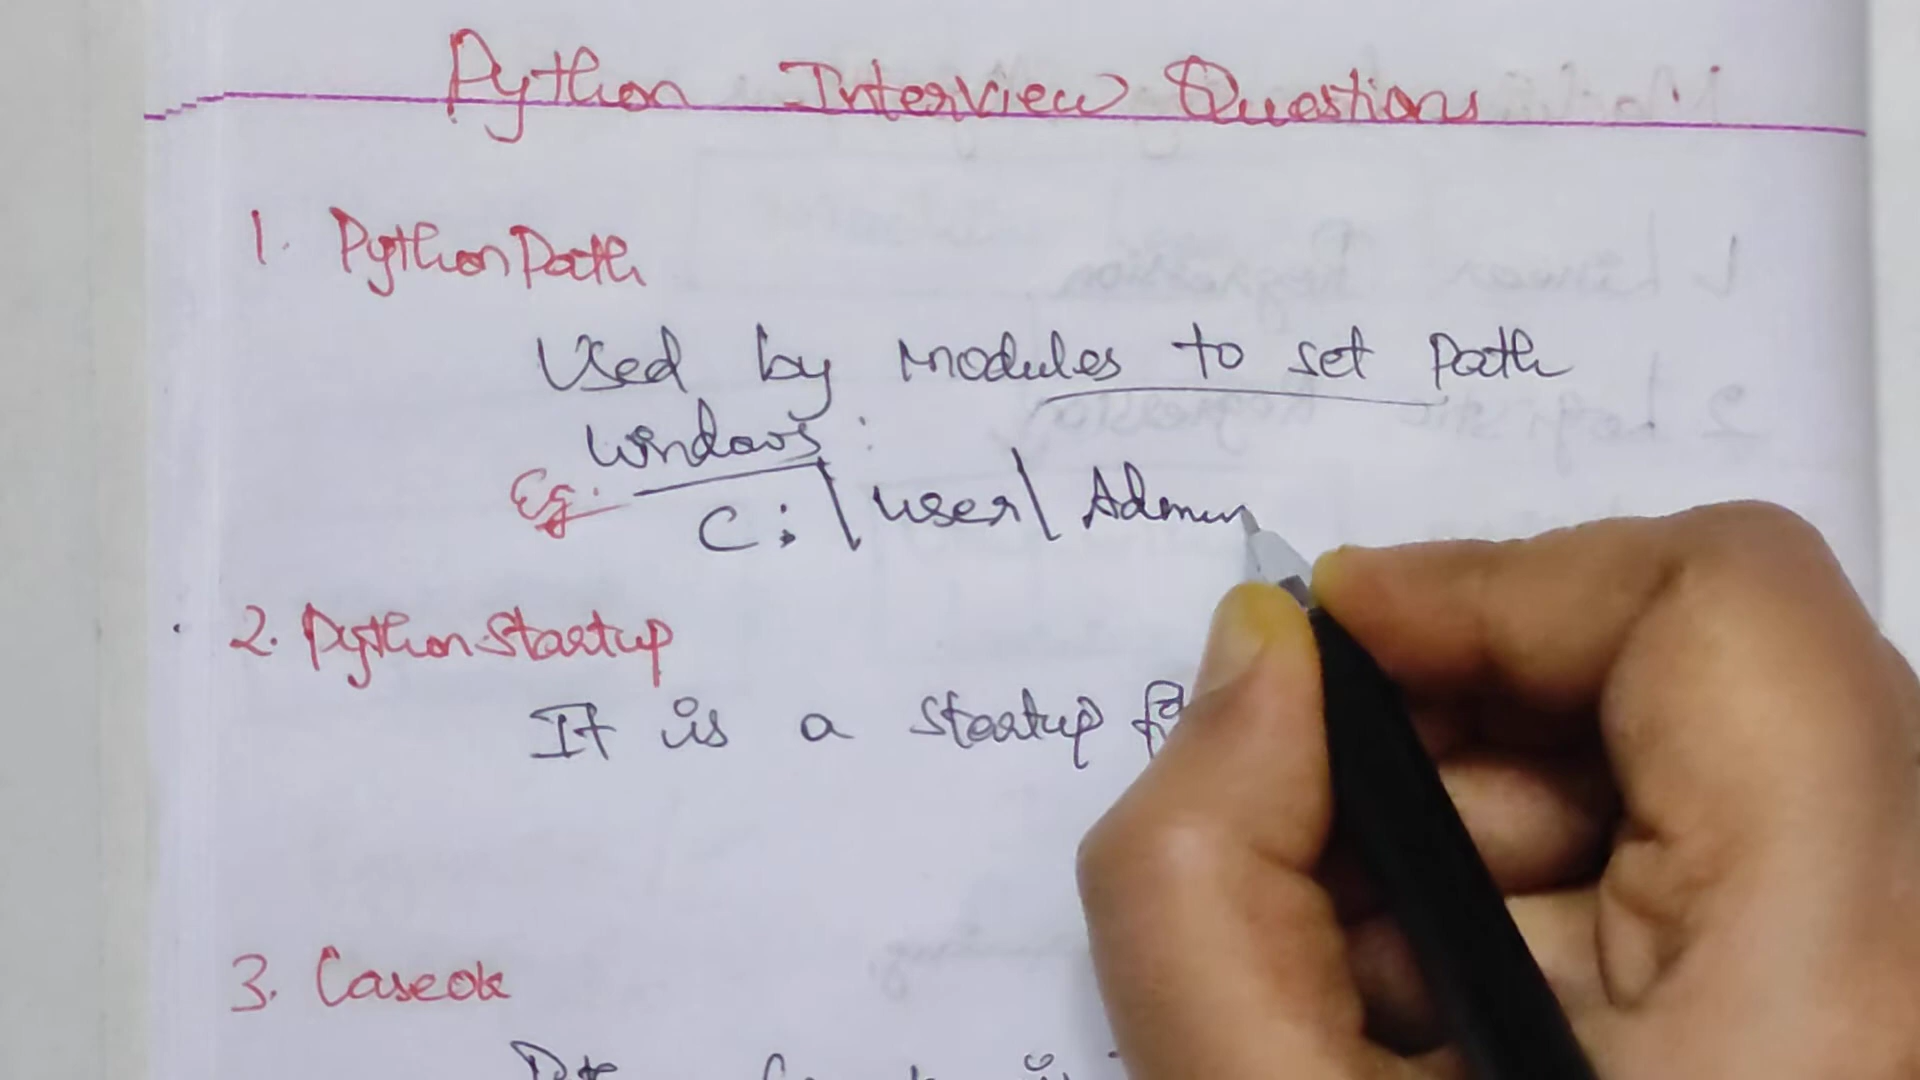 Python Interview Questions
1. PythonPath
Used by modules to set path
Windows:
Eg: C:\user\Admin
2. PythonStartup
It is a startup
3. Caseok